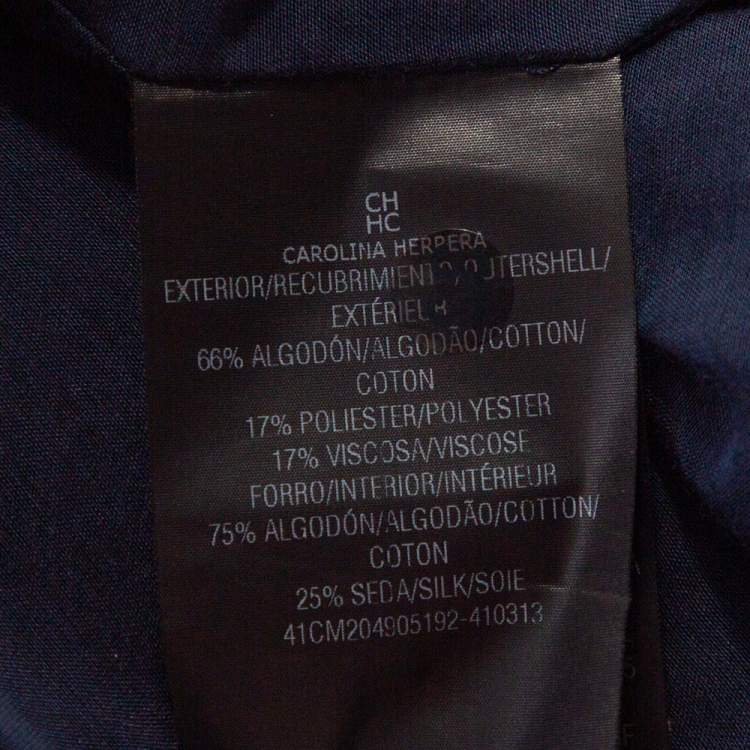 CH
HC
CAROLINA HERRERA
EXTERIOR/RECUBRIMIENTO/OUTERSHELL/
EXTÉRIEUR
66% ALGODÓN/ALGODÃO/COTTON/
COTON
17% POLIESTER/POLYESTER
17% VISCOSA/VISCOSE
FORRO/INTERIOR/INTÉRIEUR
75% ALGODÓN/ALGODÃO/COTTON/
COTON
25% SEDA/SILK/SOIE
41CM204905192-410313